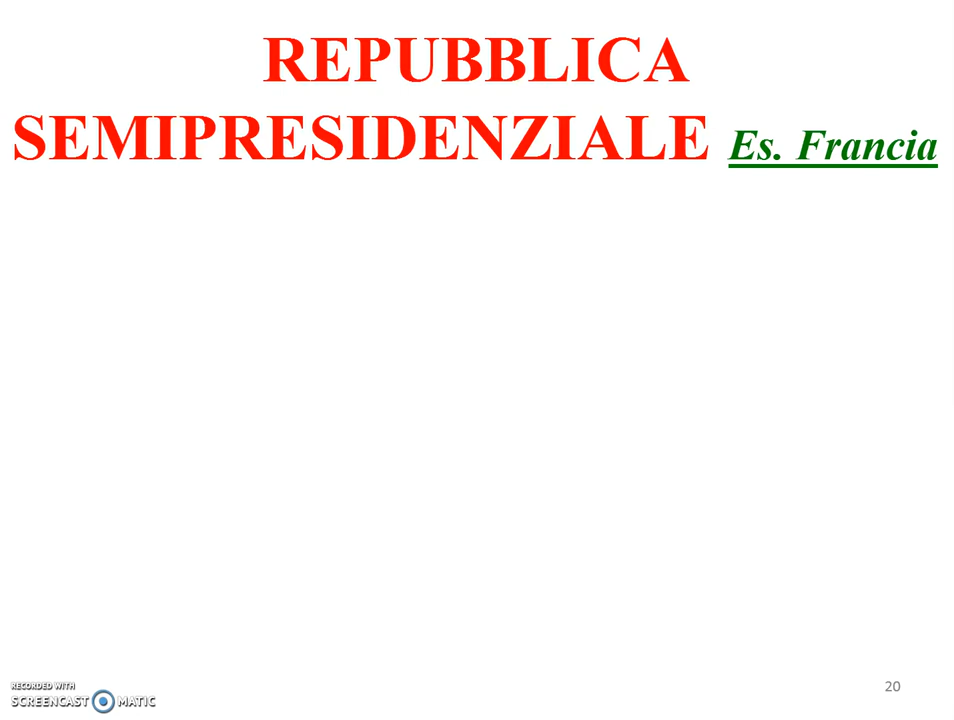 REPUBBLICA
SEMIPRESIDENZIALE Es. Francia
RECORDED WITH
SCREENCAST MATIC
20